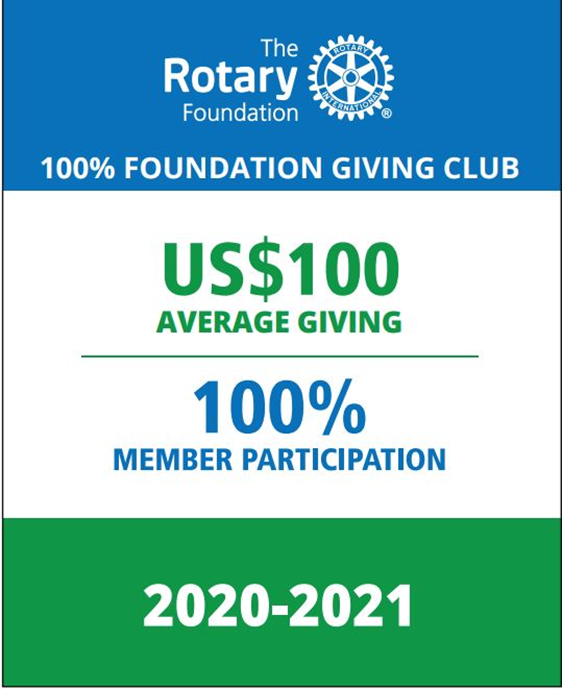 The
Rotary
Foundation
ROTARY
INTERNATIONAL
®
100% FOUNDATION GIVING CLUB
US$100
AVERAGE GIVING
100%
MEMBER PARTICIPATION
2020-2021